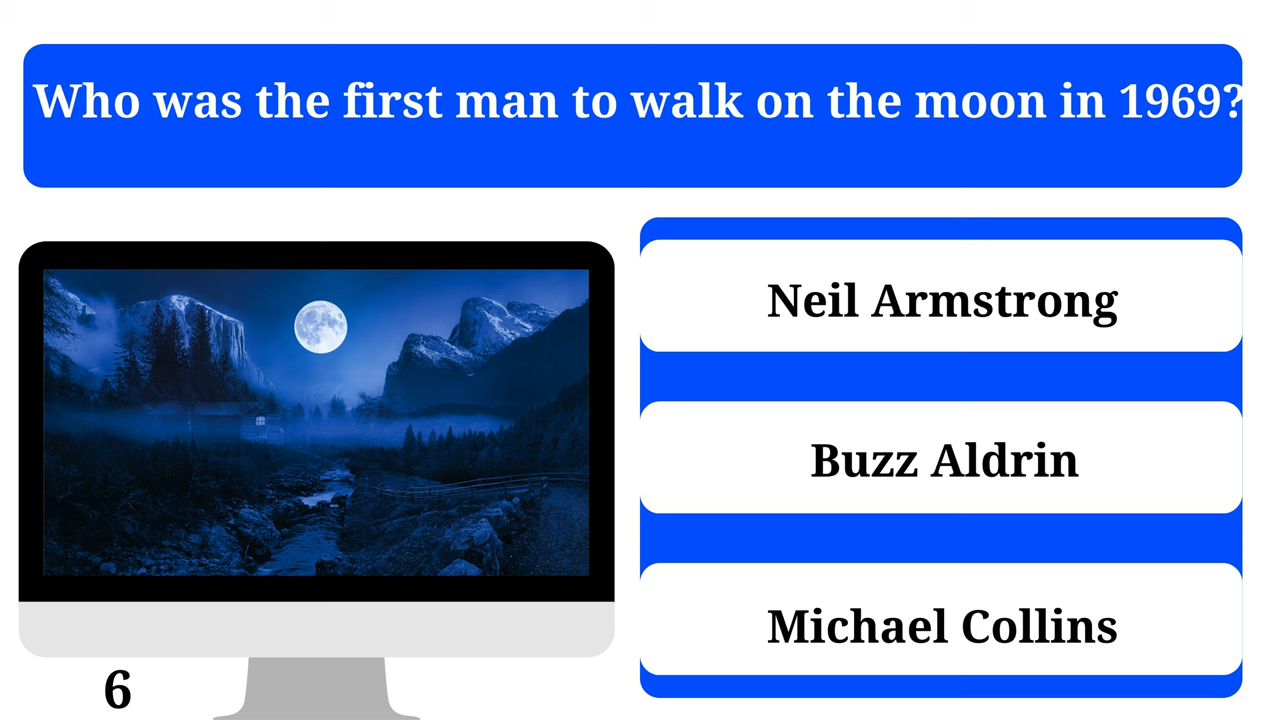 Who was the first man to walk on the moon in 1969?
Neil Armstrong
Buzz Aldrin
Michael Collins
6